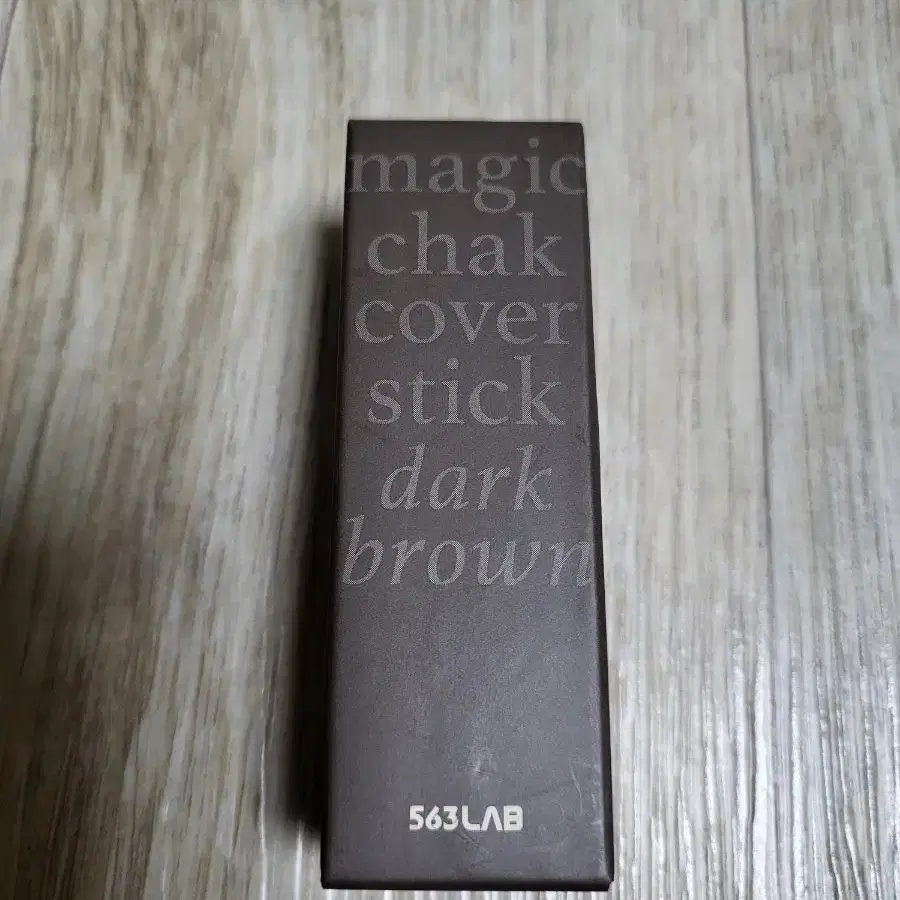 magic
chak
cover
stick
dark
brown
563LAB